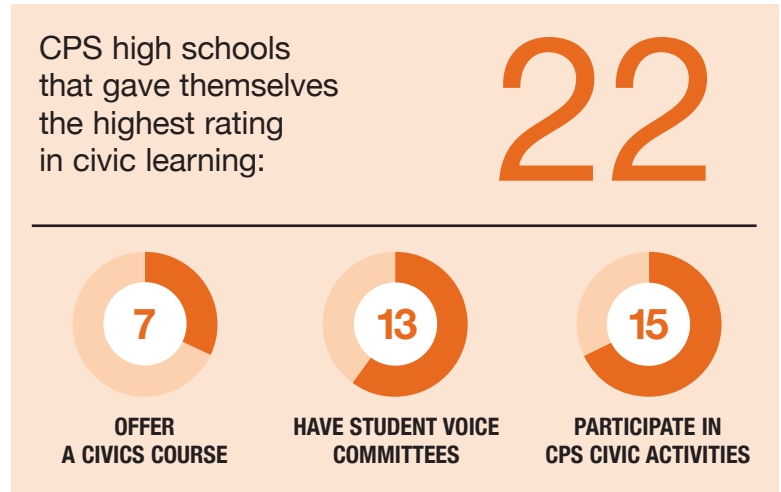 CPS high schools
that gave themselves
the highest rating
in civic learning:
22
7
OFFER
A CIVICS COURSE
13
HAVE STUDENT VOICE
COMMITTEES
15
PARTICIPATE IN
CPS CIVIC ACTIVITIES